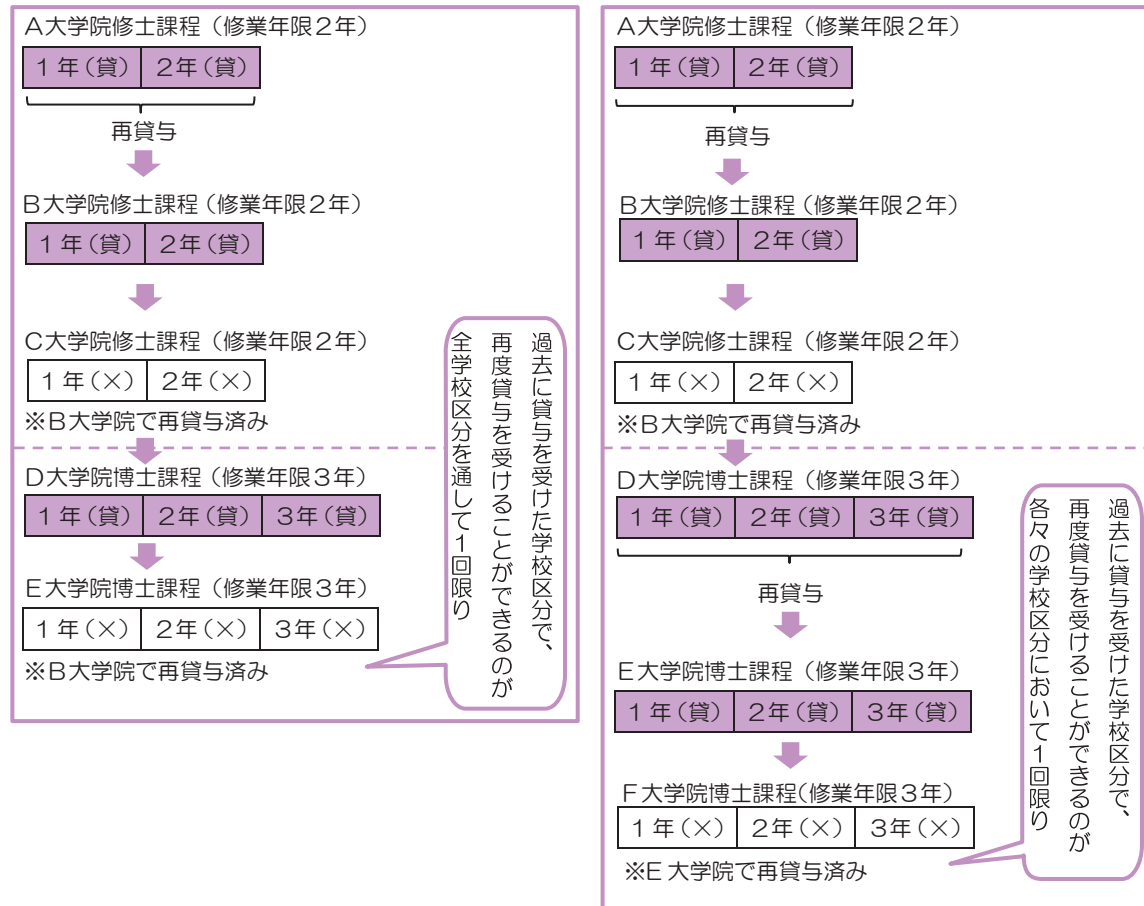 A大学院修士課程(修業年限2年)
1年(貸) 2年(貸)
再貸与
B大学院修士課程(修業年限2年)
1年(貸) 2年(貸)
C大学院修士課程(修業年限2年)
1年(×) 2年(×)
※B大学院で再貸与済み
D大学院博士課程(修業年限3年)
1年(貸) 2年(貸) 3年(貸)
E大学院博士課程(修業年限3年)
1年(×) 2年(×) 3年(×)
※B大学院で再貸与済み
過去に貸与を受けた学校区分で、
再度貸与を受けることができるのが
全学校区分を通して1回限り
A大学院修士課程(修業年限2年)
1年(貸) 2年(貸)
再貸与
B大学院修士課程(修業年限2年)
1年(貸) 2年(貸)
C大学院修士課程(修業年限2年)
1年(×) 2年(×)
※B大学院で再貸与済み
D大学院博士課程(修業年限3年)
1年(貸) 2年(貸) 3年(貸)
再貸与
E大学院博士課程(修業年限3年)
1年(貸) 2年(貸) 3年(貸)
F大学院博士課程(修業年限3年)
1年(×) 2年(×) 3年(×)
※E大学院で再貸与済み
過去に貸与を受けた学校区分で、
再度貸与を受けることができるのが
各々の学校区分において1回限り